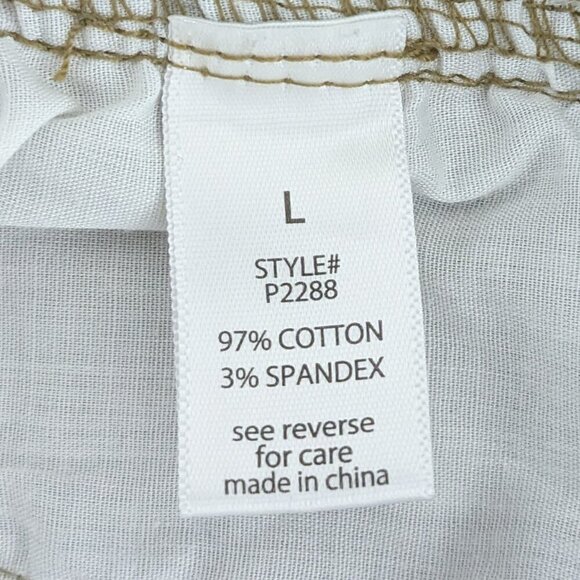 L
STYLE#
P2288
97% COTTON
3% SPANDEX
see reverse
for care
made in china